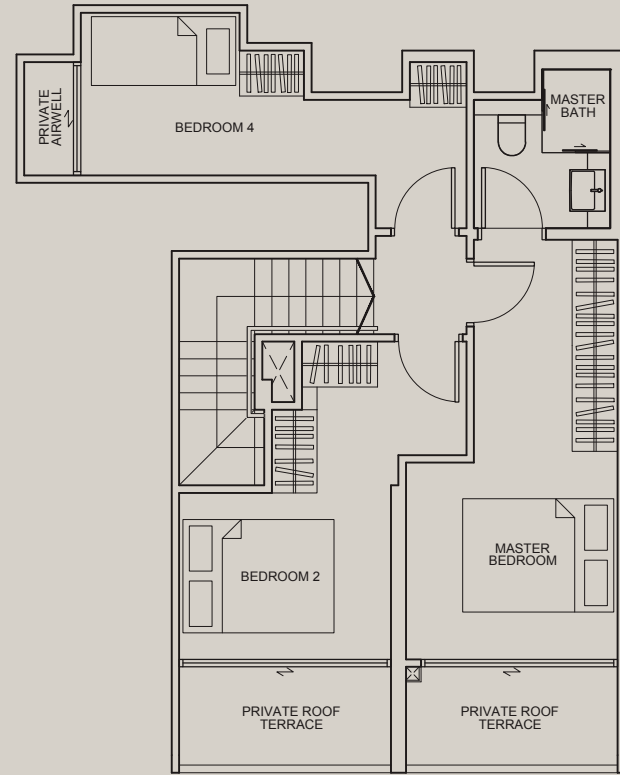 PRIVATE
AIRWELL
BEDROOM 4
MASTER
BATH
BEDROOM 2
MASTER
BEDROOM
PRIVATE ROOF
TERRACE
PRIVATE ROOF
TERRACE